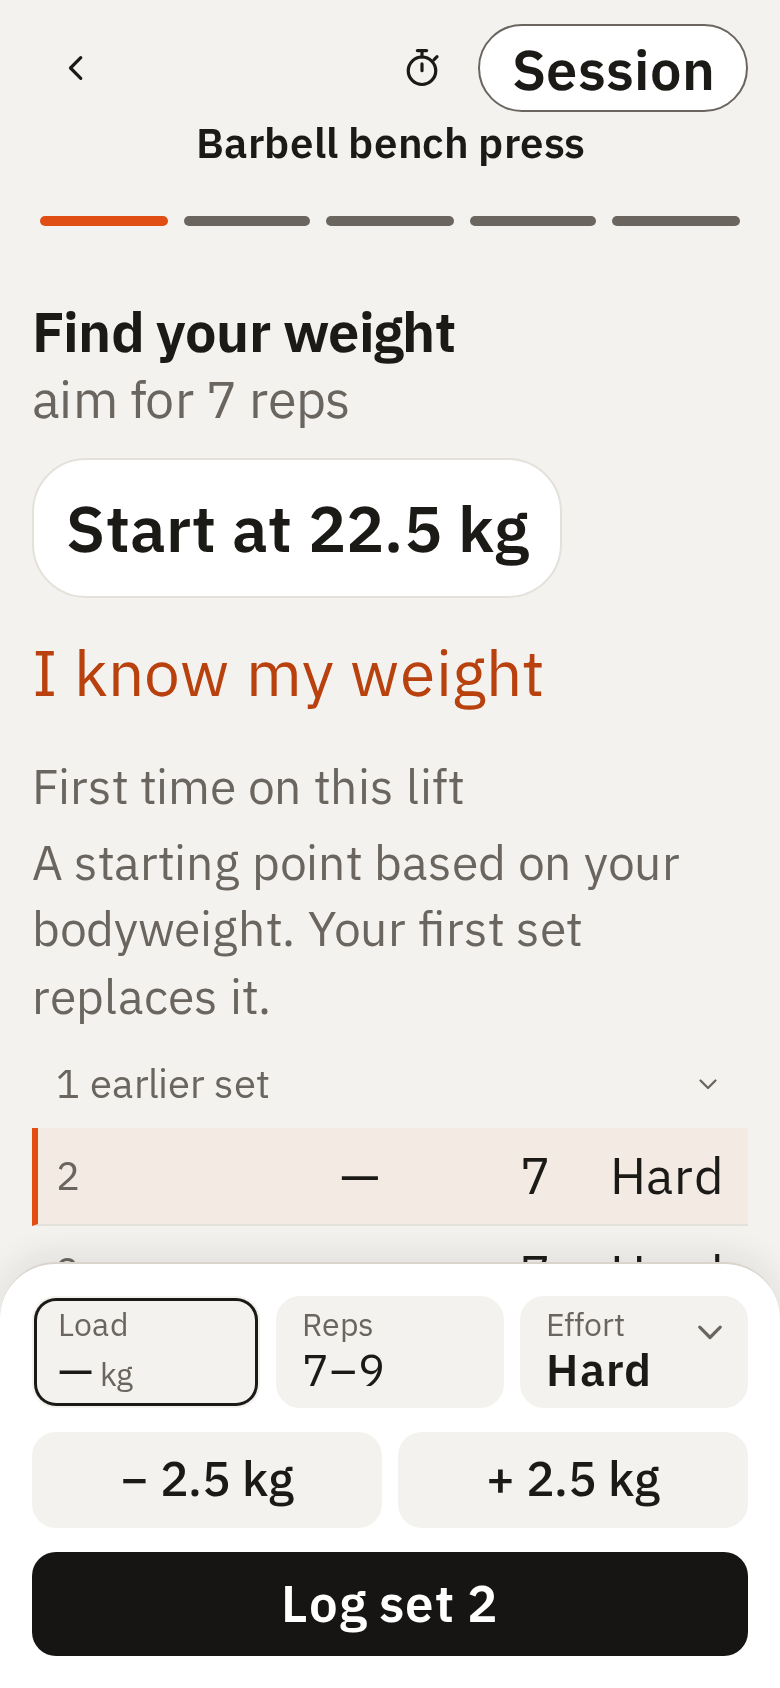 Session
Barbell bench press
Find your weight
aim for 7 reps
Start at 22.5 kg
I know my weight
First time on this lift
A starting point based on your
bodyweight. Your first set
replaces it.
1 earlier set
2 — 7 Hard
Load Reps Effort
— kg 7–9 Hard
− 2.5 kg + 2.5 kg
Log set 2